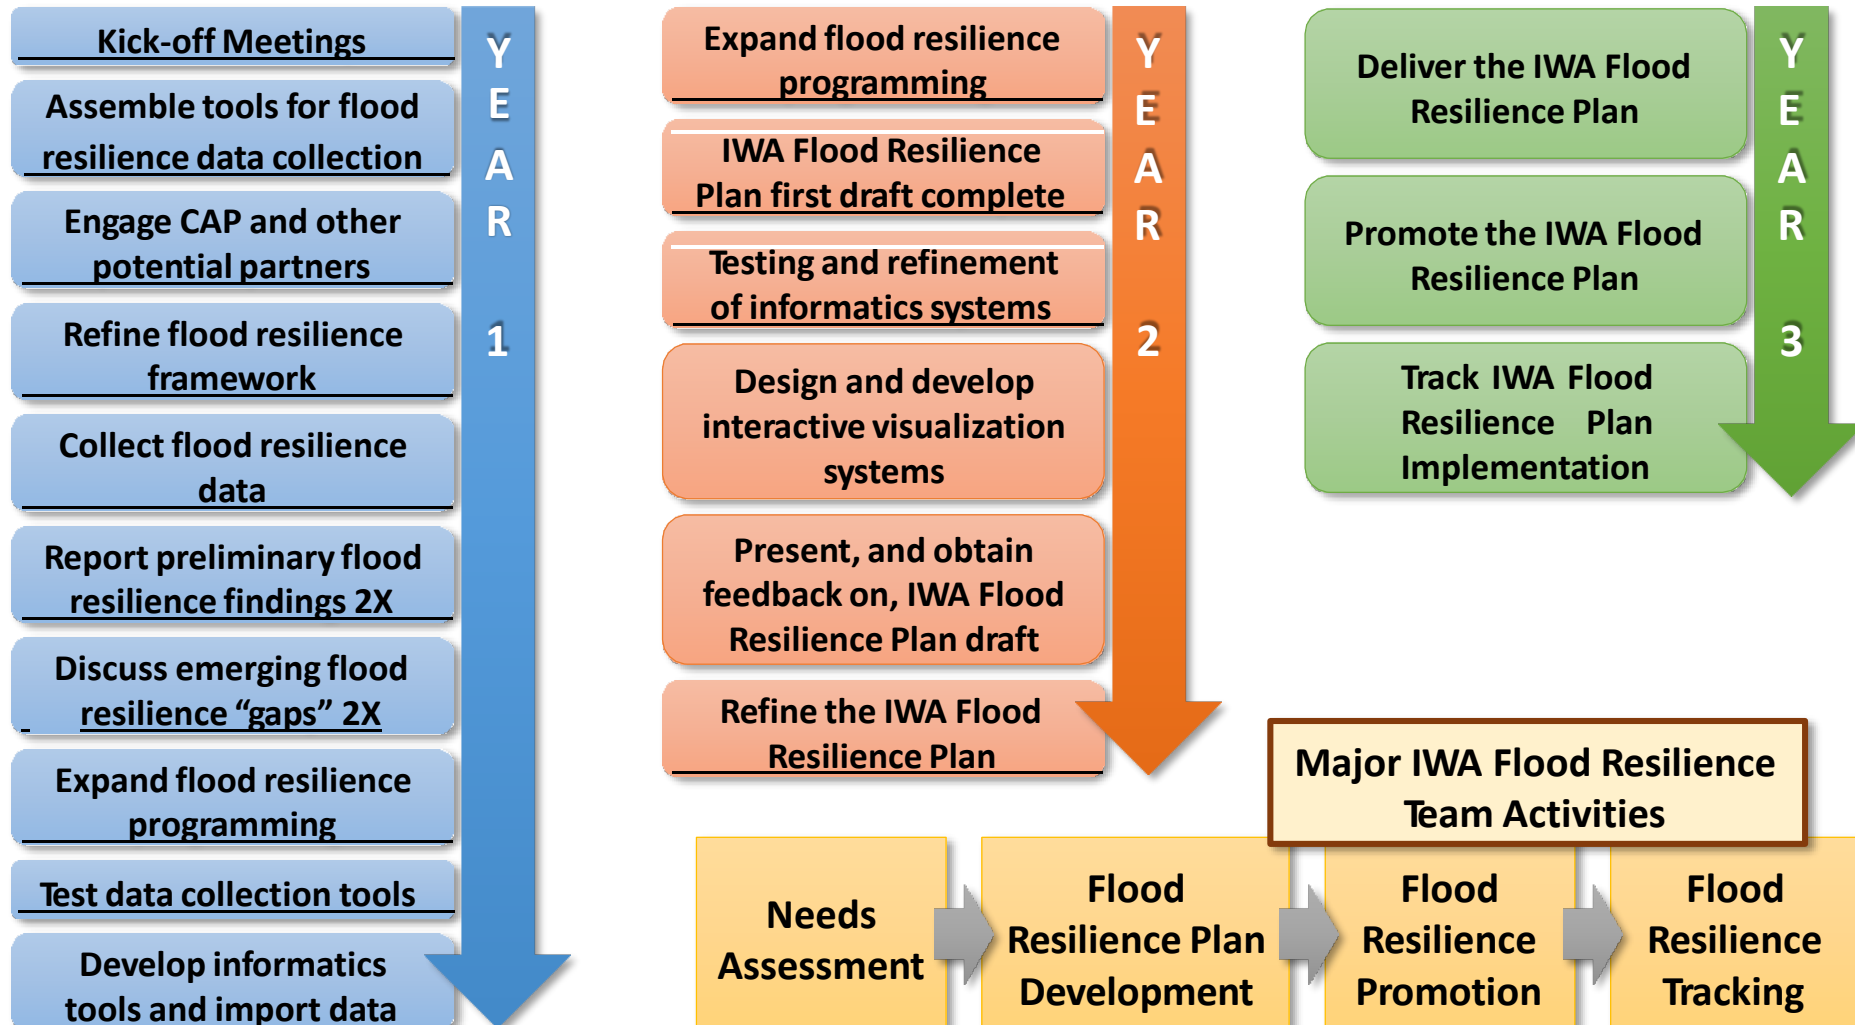 Kick-off Meetings
Assemble tools for flood
resilience data collection
Engage CAP and other
potential partners
Refine flood resilience
framework
Collect flood resilience
data
Report preliminary flood
resilience findings 2X
Discuss emerging flood
resilience “gaps” 2X
Expand flood resilience
programming
Test data collection tools
Develop informatics
tools and import data
Y
E
A
R
1
Expand flood resilience
programming
IWA Flood Resilience
Plan first draft complete
Testing and refinement
of informatics systems
Design and develop
interactive visualization
systems
Present, and obtain
feedback on, IWA Flood
Resilience Plan draft
Refine the IWA Flood
Resilience Plan
Y
E
A
R
2
Deliver the IWA Flood
Resilience Plan
Promote the IWA Flood
Resilience Plan
Track IWA Flood
Resilience Plan
Implementation
Y
E
A
R
3
Major IWA Flood Resilience
Team Activities
Needs
Assessment
Flood
Resilience Plan
Development
Flood
Resilience
Promotion
Flood
Resilience
Tracking